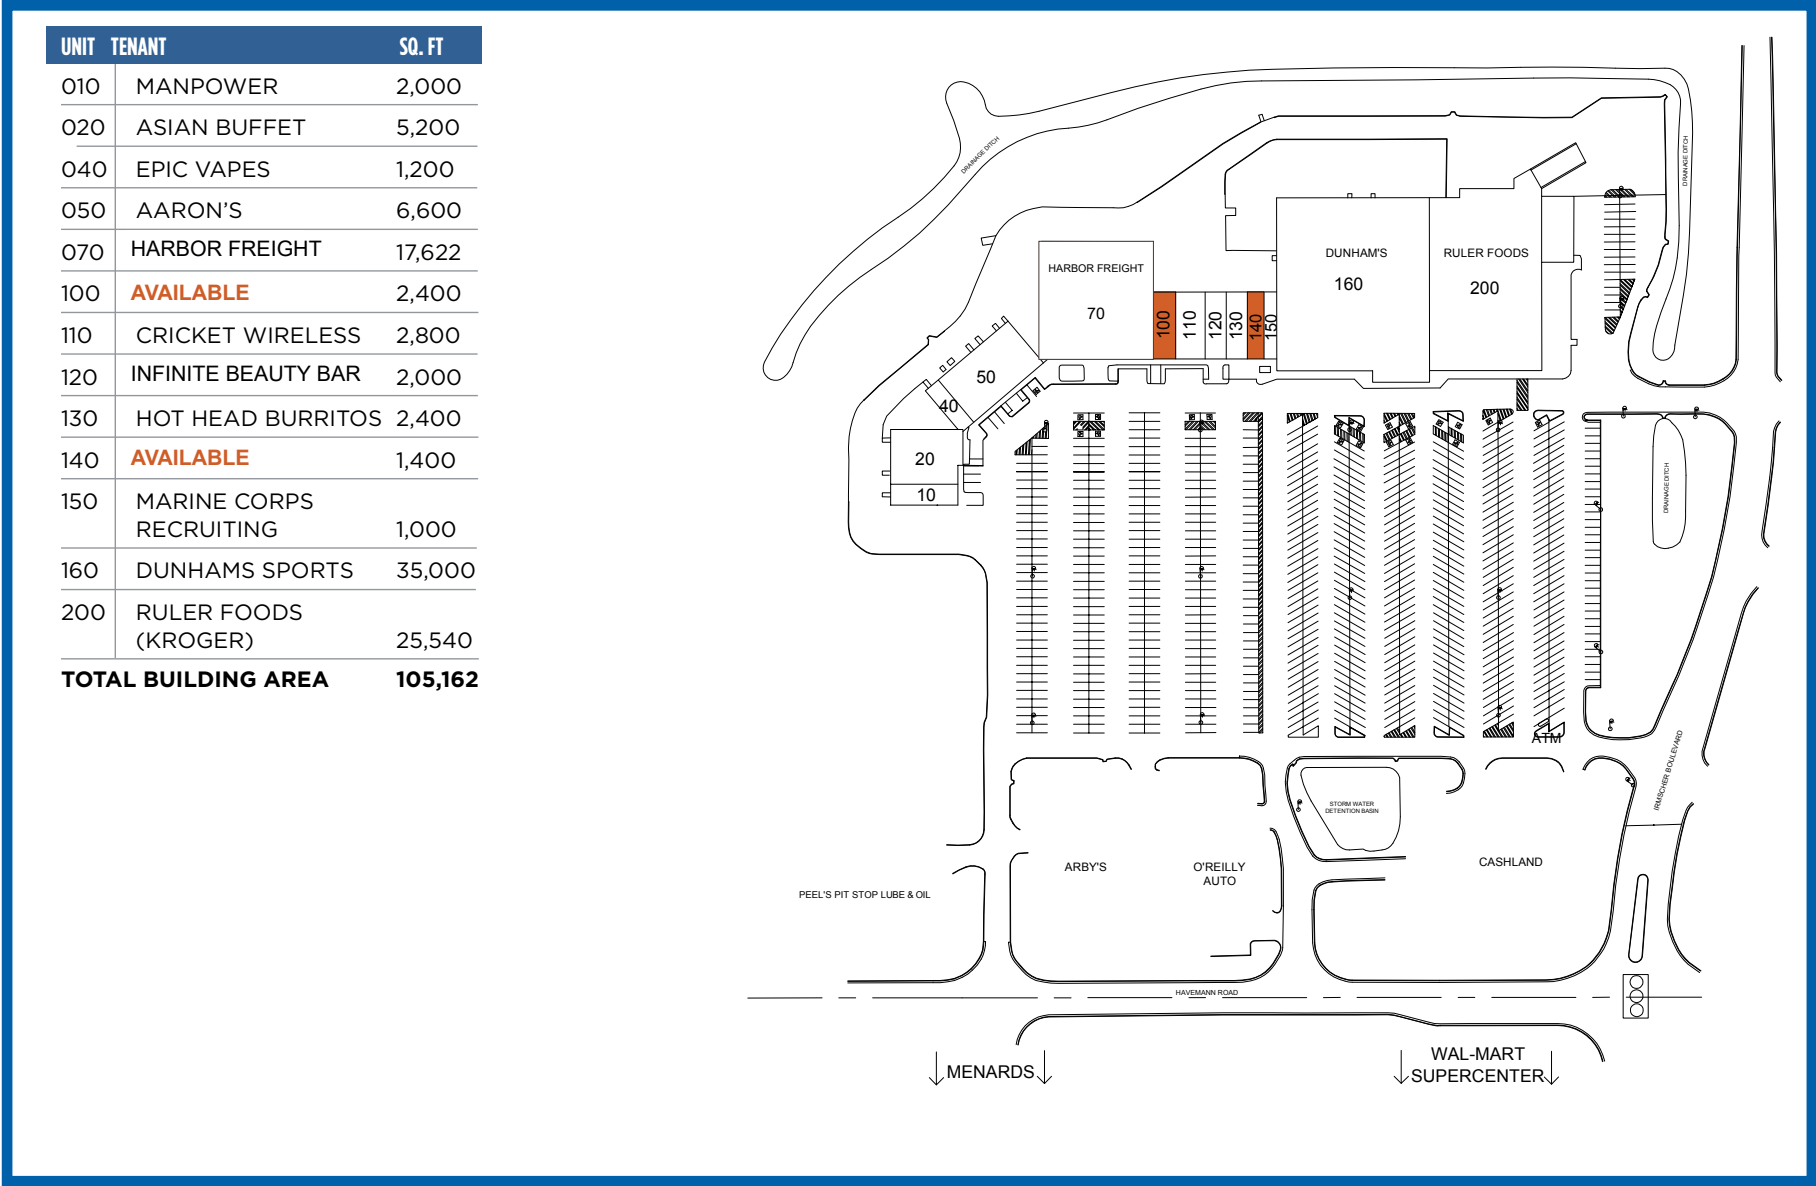 UNIT TENANT SQ. FT
010 MANPOWER 2,000
020 ASIAN BUFFET 5,200
040 EPIC VAPES 1,200
050 AARON'S 6,600
070 HARBOR FREIGHT 17,622
100 AVAILABLE 2,400
110 CRICKET WIRELESS 2,800
120 INFINITE BEAUTY BAR 2,000
130 HOT HEAD BURRITOS 2,400
140 AVAILABLE 1,400
150 MARINE CORPS
RECRUITING 1,000
160 DUNHAMS SPORTS 35,000
200 RULER FOODS
(KROGER) 25,540
TOTAL BUILDING AREA 105,162
DRAINAGE DITCH
DRAINAGE DITCH
HARBOR FREIGHT
70
100
110
120
130
140
150
DUNHAM'S
160
RULER FOODS
200
50
40
20
10
DRAINAGE DITCH
ATM
IRMSCHER BOULEVARD
STORM WATER
DETENTION BASIN
ARBY'S
O'REILLY
AUTO
CASHLAND
PEEL'S PIT STOP LUBE & OIL
HAVEMANN ROAD
MENARDS
WAL-MART
SUPERCENTER